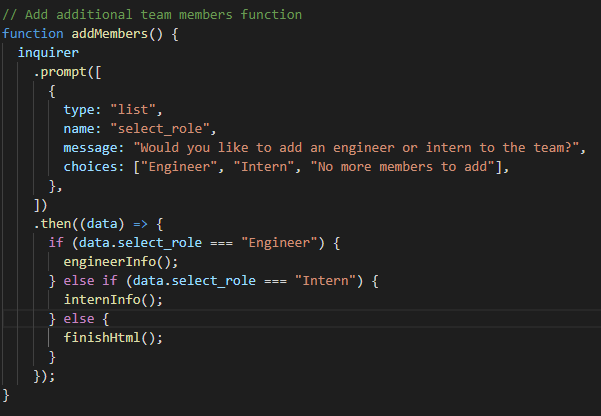 // Add additional team members function
function addMembers() {
  inquirer
    .prompt([
      {
        type: "list",
        name: "select_role",
        message: "Would you like to add an engineer or intern to the team?",
        choices: ["Engineer", "Intern", "No more members to add"],
      },
    ])
    .then((data) => {
      if (data.select_role === "Engineer") {
        engineerInfo();
      } else if (data.select_role === "Intern") {
        internInfo();
      } else {
        finishHtml();
      }
    });
}